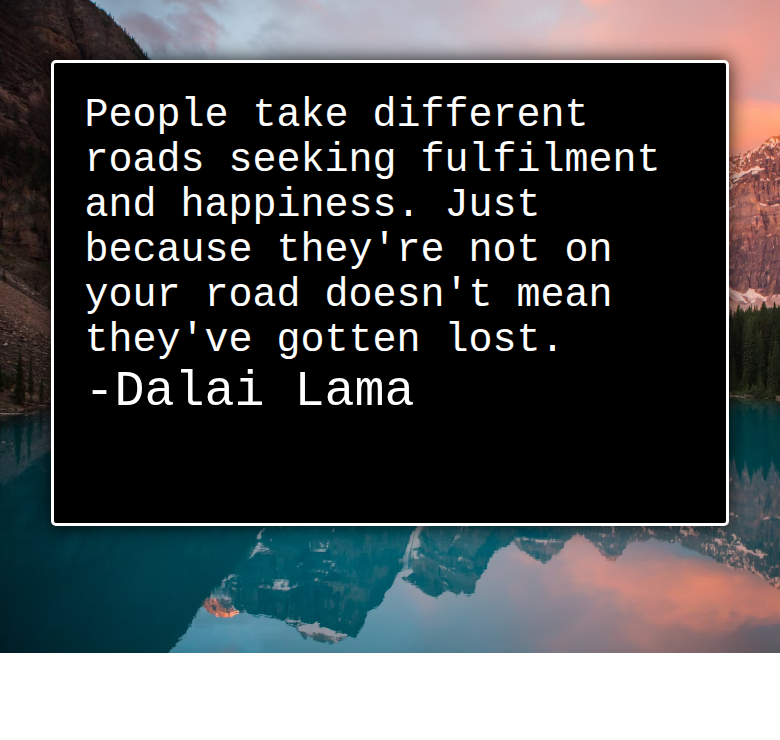 People take different
roads seeking fulfilment
and happiness. Just
because they're not on
your road doesn't mean
they've gotten lost.
-Dalai Lama